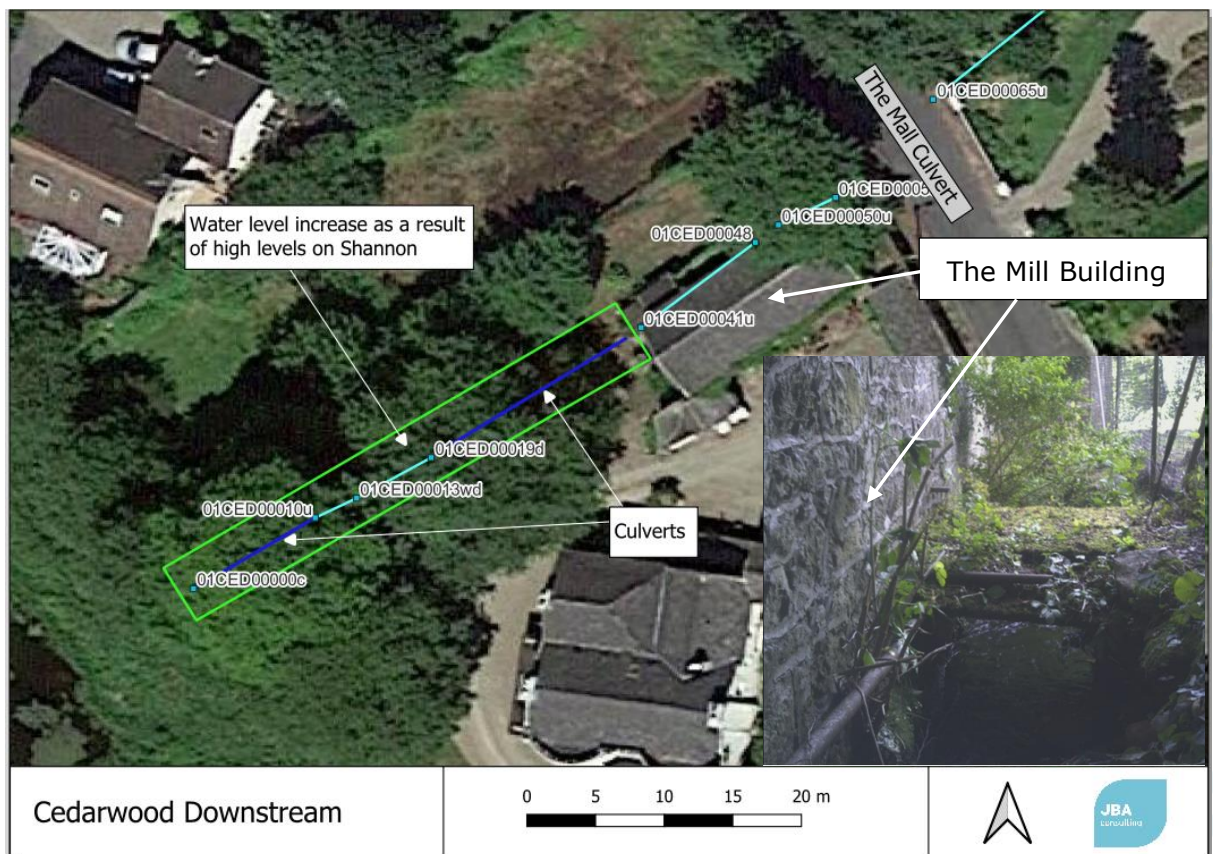 The Mall Culvert
01CED00065u
01CED0005
01CED00050u
01CED00048
Water level increase as a result
of high levels on Shannon
The Mill Building
01CED00041u
01CED00019d
01CED00013wd
01CED00010u
Culverts
01CED00000c
Cedarwood Downstream
0 5 10 15 20 m
JBA
consulting